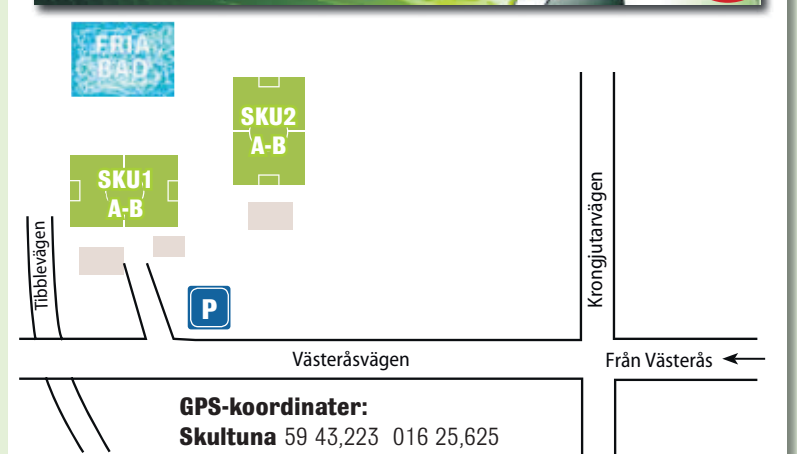 FRIA
BAD
SKU2
A-B
SKU1
A-B
Tibblevägen
Krongjutarvägen
P
Västeråsvägen
Från Västerås
GPS-koordinater:
Skultuna 59 43,223 016 25,625